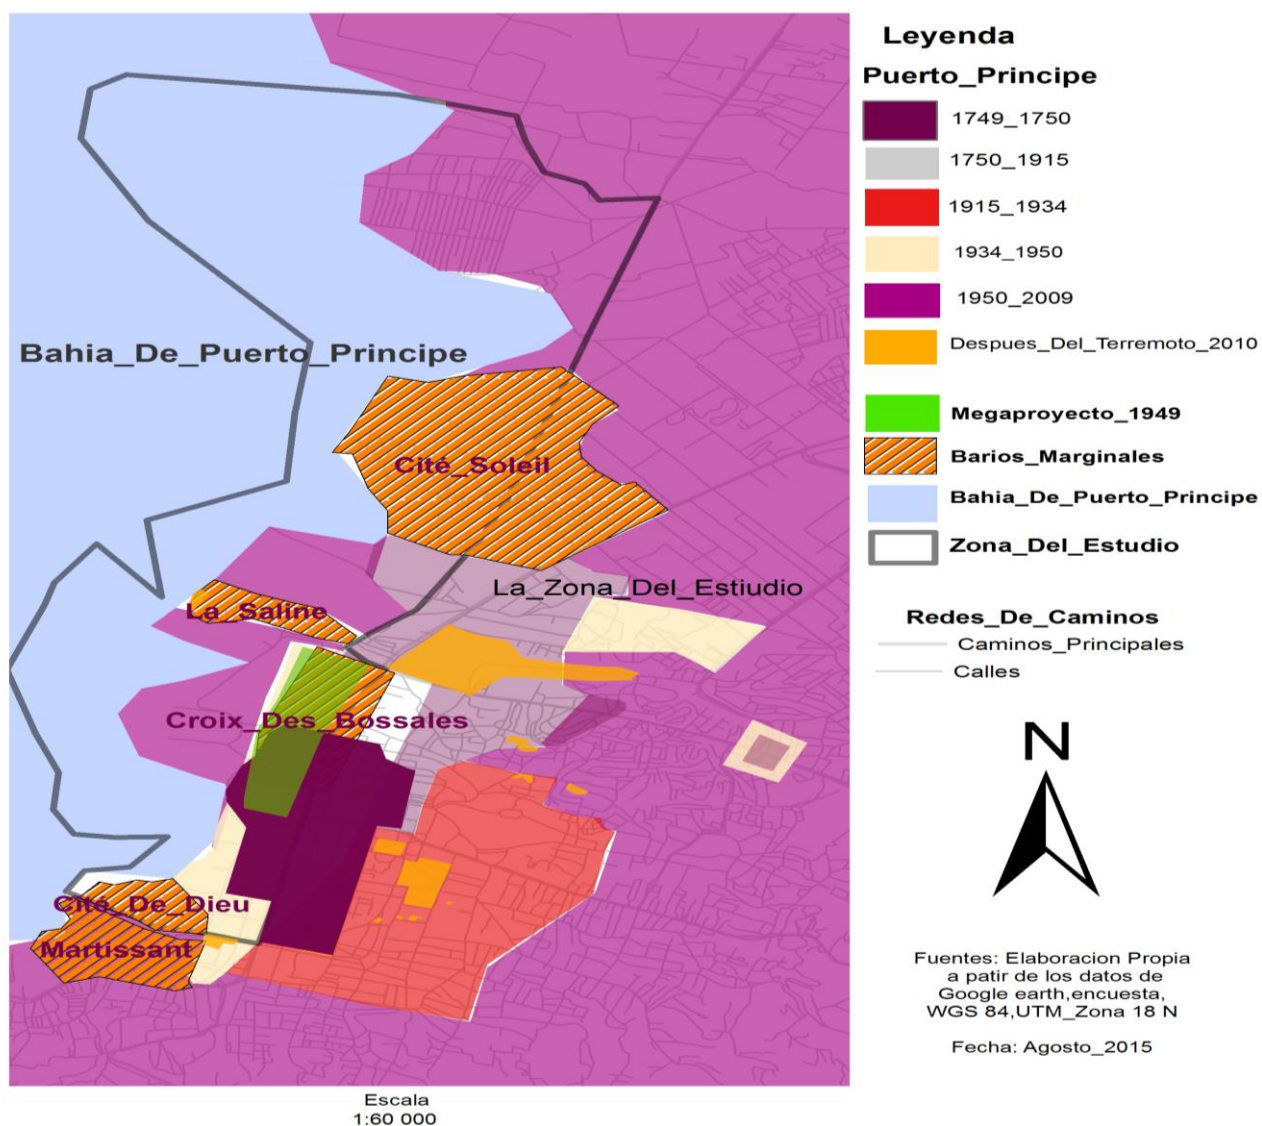 Leyenda
Puerto_Principe
1749_1750
1750_1915
1915_1934
1934_1950
1950_2009
Despues_Del_Terremoto_2010
Megaproyecto_1949
Barios_Marginales
Bahia_De_Puerto_Principe
Zona_Del_Estudio
Redes_De_Caminos
Caminos_Principales
Calles
N
Fuentes: Elaboracion Propia
a patir de los datos de
Google earth,encuesta,
WGS 84,UTM_Zona 18 N
Fecha: Agosto_2015
Bahia_De_Puerto_Principe
Cité_Soleil
La_Zona_Del_Estiudio
La_Saline
Croix_Des_Bossales
Cité_De_Dieu
Martissant
Escala
1:60 000